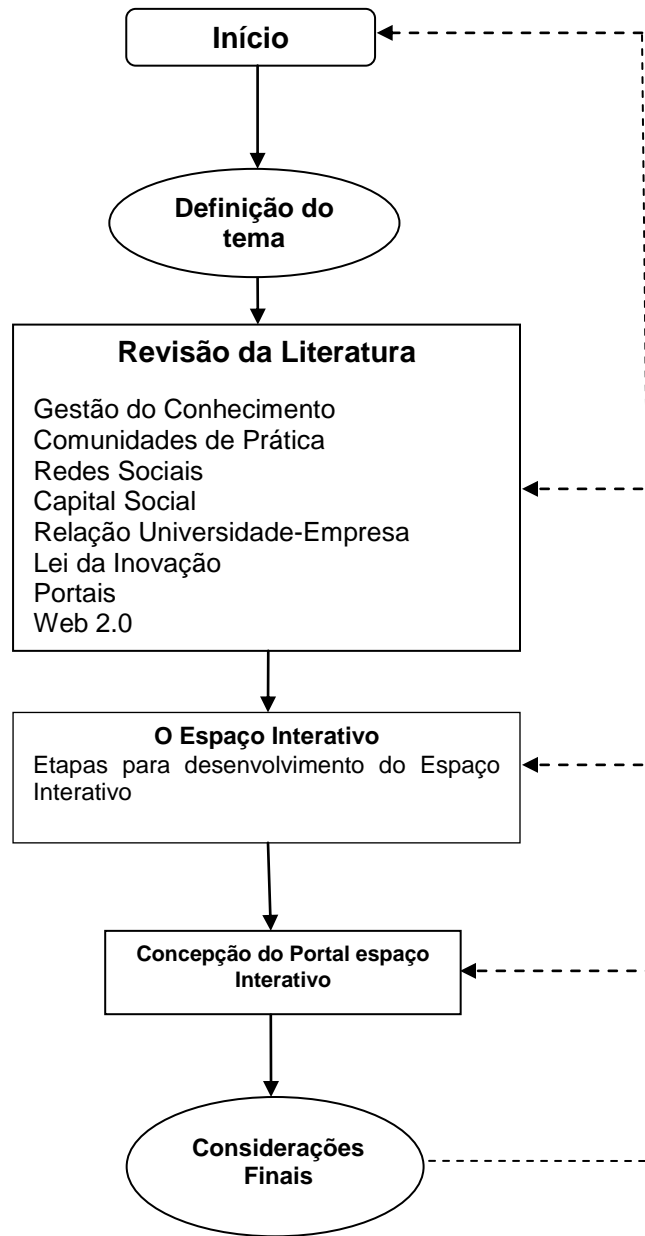 Início
Definição do
tema
Revisão da Literatura
Gestão do Conhecimento
Comunidades de Prática
Redes Sociais
Capital Social
Relação Universidade-Empresa
Lei da Inovação
Portais
Web 2.0
O Espaço Interativo
Etapas para desenvolvimento do Espaço
Interativo
Concepção do Portal espaço
Interativo
Considerações
Finais